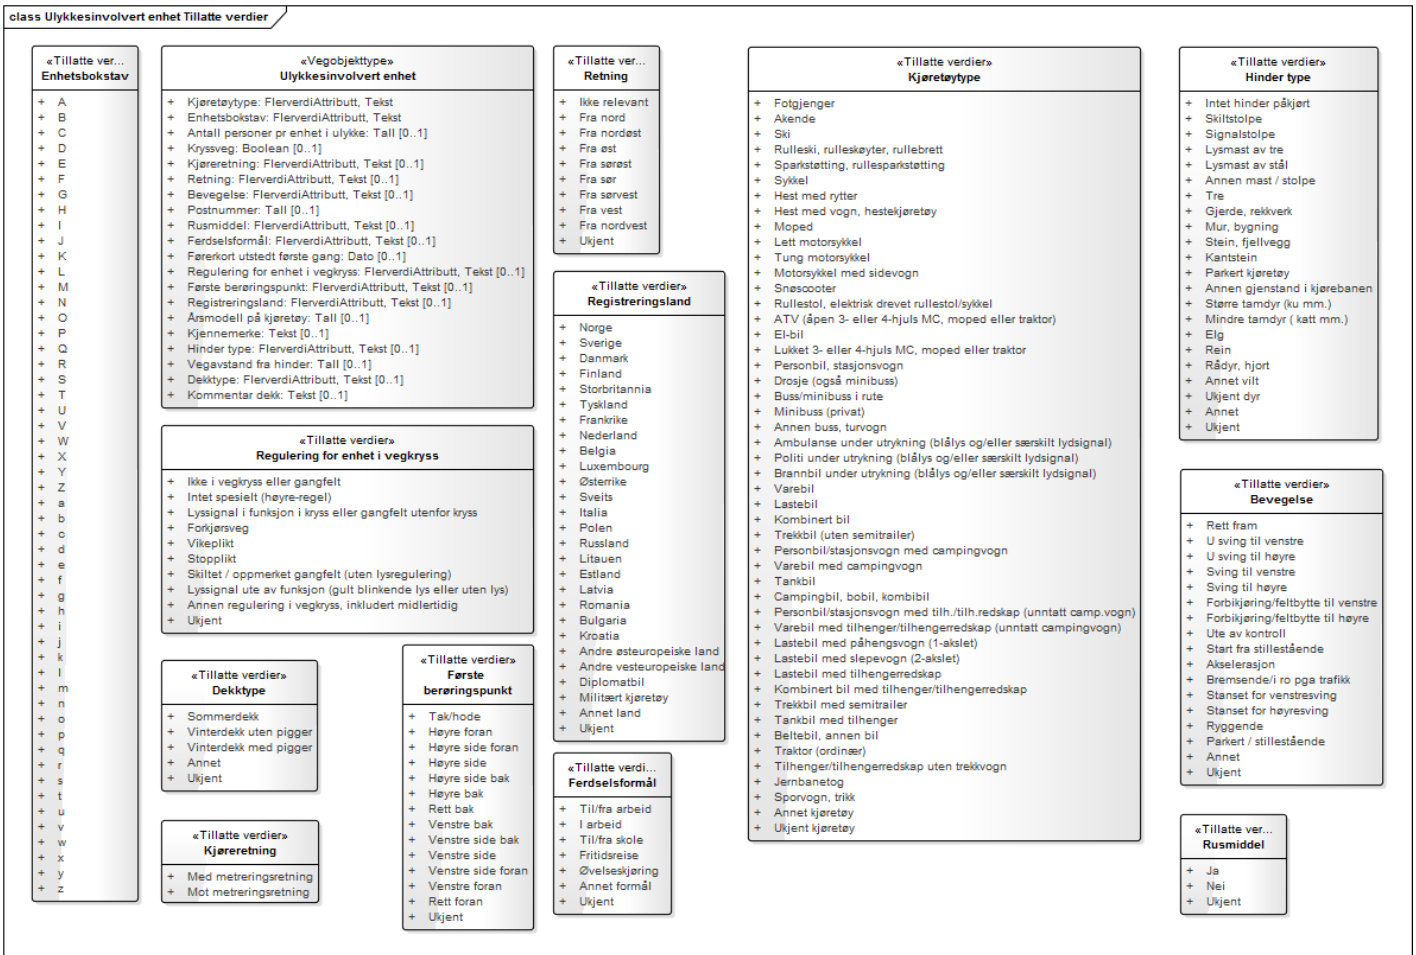 class Ulykkesinvolvert enhet Tillatte verdier
«Tillatte ver...
Enhetsbokstav
+ A
+ B
+ C
+ D
+ E
+ F
+ G
+ H
+ I
+ J
+ K
+ L
+ M
+ N
+ O
+ P
+ Q
+ R
+ S
+ T
+ U
+ V
+ W
+ X
+ Y
+ Z
+ a
+ b
+ c
+ d
+ e
+ f
+ g
+ h
+ i
+ j
+ k
+ l
+ m
+ n
+ o
+ p
+ q
+ r
+ s
+ t
+ u
+ v
+ w
+ x
+ y
+ z
«Vegobjekttype»
Ulykkesinvolvert enhet
+ Kjøretøytype: FlerverdiAttributt, Tekst
+ Enhetsbokstav: FlerverdiAttributt, Tekst
+ Antall personer pr enhet i ulykke: Tall [0..1]
+ Kryssveg: Boolean [0..1]
+ Kjøreretning: FlerverdiAttributt, Tekst [0..1]
+ Retning: FlerverdiAttributt, Tekst [0..1]
+ Bevegelse: FlerverdiAttributt, Tekst [0..1]
+ Postnummer: Tall [0..1]
+ Rusmiddel: FlerverdiAttributt, Tekst [0..1]
+ Ferdselsformål: FlerverdiAttributt, Tekst [0..1]
+ Førerkort utstedt første gang: Dato [0..1]
+ Regulering for enhet i vegkryss: FlerverdiAttributt, Tekst [0..1]
+ Første berøringspunkt: FlerverdiAttributt, Tekst [0..1]
+ Registreringsland: FlerverdiAttributt, Tekst [0..1]
+ Årsmodell på kjøretøy: Tall [0..1]
+ Kjennemerke: Tekst [0..1]
+ Hinder type: FlerverdiAttributt, Tekst [0..1]
+ Vegavstand fra hinder: Tall [0..1]
+ Dekktype: FlerverdiAttributt, Tekst [0..1]
+ Kommentar dekk: Tekst [0..1]
«Tillatte verdier»
Regulering for enhet i vegkryss
+ Ikke i vegkryss eller gangfelt
+ Intet spesielt (høyre-regel)
+ Lyssignal i funksjon i kryss eller gangfelt utenfor kryss
+ Forkjørsveg
+ Vikeplikt
+ Stopplikt
+ Skiltet / oppmerket gangfelt (uten lysregulering)
+ Lyssignal ute av funksjon (gult blinkende lys eller uten lys)
+ Annen regulering i vegkryss, inkludert midlertidig
+ Ukjent
«Tillatte verdier»
Dekktype
+ Sommerdekk
+ Vinterdekk uten pigger
+ Vinterdekk med pigger
+ Annet
+ Ukjent
«Tillatte verdier»
Kjøreretning
+ Med metreringsretning
+ Mot metreringsretning
«Tillatte verdier»
Første
berøringspunkt
+ Tak/hode
+ Høyre foran
+ Høyre side foran
+ Høyre side
+ Høyre side bak
+ Høyre bak
+ Rett bak
+ Venstre bak
+ Venstre side bak
+ Venstre side
+ Venstre side foran
+ Venstre foran
+ Rett foran
+ Ukjent
«Tillatte ver...
Retning
+ Ikke relevant
+ Fra nord
+ Fra nordøst
+ Fra øst
+ Fra sørøst
+ Fra sør
+ Fra sørvest
+ Fra vest
+ Fra nordvest
+ Ukjent
«Tillatte verdier»
Registreringsland
+ Norge
+ Sverige
+ Danmark
+ Finland
+ Storbritannia
+ Tyskland
+ Frankrike
+ Nederland
+ Belgia
+ Luxembourg
+ Østerrike
+ Sveits
+ Italia
+ Polen
+ Russland
+ Litauen
+ Estland
+ Latvia
+ Romania
+ Bulgaria
+ Kroatia
+ Andre østeuropeiske land
+ Andre vesteuropeiske land
+ Diplomatbil
+ Militært kjøretøy
+ Annet land
+ Ukjent
«Tillatte verdi...
Ferdselsformål
+ Til/fra arbeid
+ I arbeid
+ Til/fra skole
+ Fritidsreise
+ Øvelseskjøring
+ Annet formål
+ Ukjent
«Tillatte verdier»
Kjøretøytype
+ Fotgjenger
+ Akende
+ Ski
+ Rulleski, rulleskøyter, rullebrett
+ Sparkstøtting, rullesparkstøtting
+ Sykkel
+ Hest med rytter
+ Hest med vogn, hestekjøretøy
+ Moped
+ Lett motorsykkel
+ Tung motorsykkel
+ Motorsykkel med sidevogn
+ Snøscooter
+ Rullestol, elektrisk drevet rullestol/sykkel
+ ATV (åpen 3- eller 4-hjuls MC, moped eller traktor)
+ El-bil
+ Lukket 3- eller 4-hjuls MC, moped eller traktor
+ Personbil, stasjonsvogn
+ Drosje (også minibuss)
+ Buss/minibuss i rute
+ Minibuss (privat)
+ Annen buss, turvogn
+ Ambulanse under utrykning (blålys og/eller særskilt lydsignal)
+ Politi under utrykning (blålys og/eller særskilt lydsignal)
+ Brannbil under utrykning (blålys og/eller særskilt lydsignal)
+ Varebil
+ Lastebil
+ Kombinert bil
+ Trekkbil (uten semitrailer)
+ Personbil/stasjonsvogn med campingvogn
+ Varebil med campingvogn
+ Tankbil
+ Campingbil, bobil, kombibil
+ Personbil/stasjonsvogn med tilh./tilh.redskap (unntatt camp.vogn)
+ Varebil med tilhenger/tilhengerredskap (unntatt campingvogn)
+ Lastebil med påhengsvogn (1-akslet)
+ Lastebil med slepevogn (2-akslet)
+ Lastebil med tilhengerredskap
+ Kombinert bil med tilhenger/tilhengerredskap
+ Trekkbil med semitrailer
+ Tankbil med tilhenger
+ Beltebil, annen bil
+ Traktor (ordinær)
+ Tilhenger/tilhengerredskap uten trekkvogn
+ Jernbanetog
+ Sporvogn, trikk
+ Annet kjøretøy
+ Ukjent kjøretøy
«Tillatte verdier»
Hinder type
+ Intet hinder påkjørt
+ Skiltstolpe
+ Signalstolpe
+ Lysmast av tre
+ Lysmast av stål
+ Annen mast / stolpe
+ Tre
+ Gjerde, rekkverk
+ Mur, bygning
+ Stein, fjellvegg
+ Kantstein
+ Parkert kjøretøy
+ Annen gjenstand i kjørebanen
+ Større tamdyr (ku mm.)
+ Mindre tamdyr ( katt mm.)
+ Elg
+ Rein
+ Rådyr, hjort
+ Annet vilt
+ Ukjent dyr
+ Annet
+ Ukjent
«Tillatte verdier»
Bevegelse
+ Rett fram
+ U sving til venstre
+ U sving til høyre
+ Sving til venstre
+ Sving til høyre
+ Forbikjøring/feltbytte til venstre
+ Forbikjøring/feltbytte til høyre
+ Ute av kontroll
+ Start fra stillestående
+ Akselerasjon
+ Bremsende/i ro pga trafikk
+ Stanset for venstresving
+ Stanset for høyresving
+ Ryggende
+ Parkert / stillestående
+ Annet
+ Ukjent
«Tillatte ver...
Rusmiddel
+ Ja
+ Nei
+ Ukjent